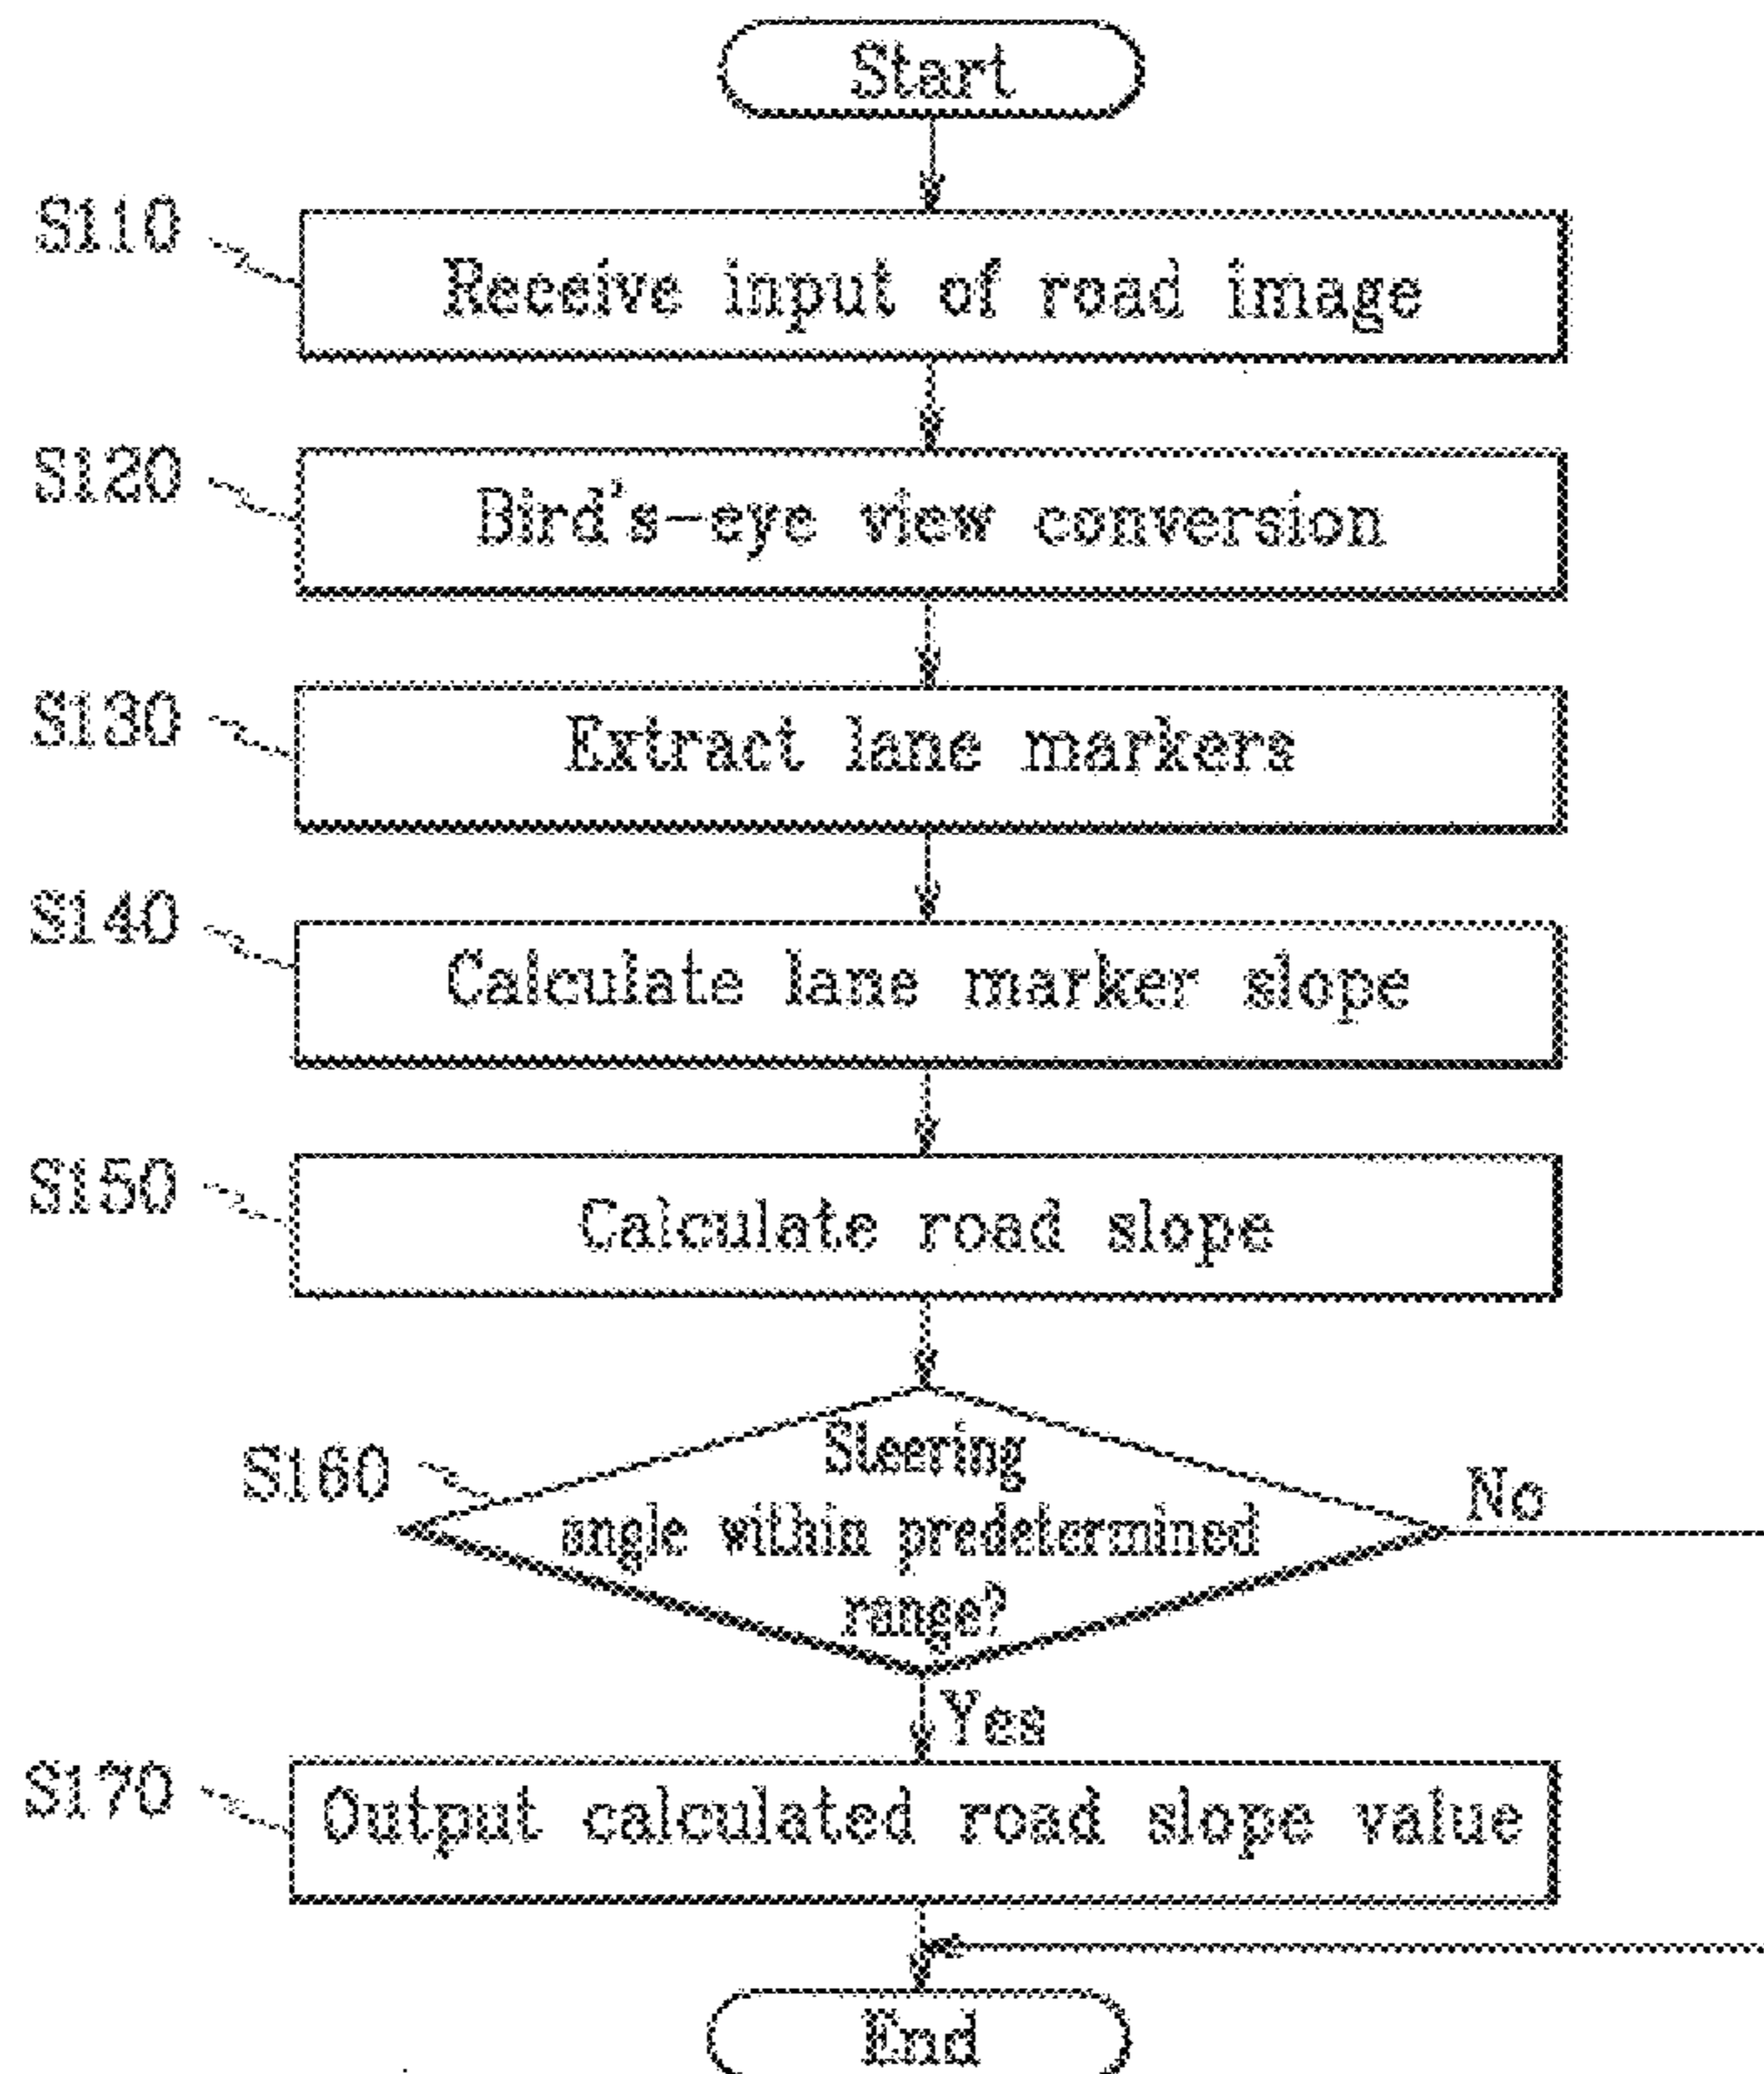 Start
S110
Receive input of road image
S120
Bird's-eye view conversion
S130
Extract lane markers
S140
Calculate lane marker slope
S150
Calculate road slope
S160
Steering
angle within predetermined
range?
No
Yes
S170
Output calculated road slope value
End